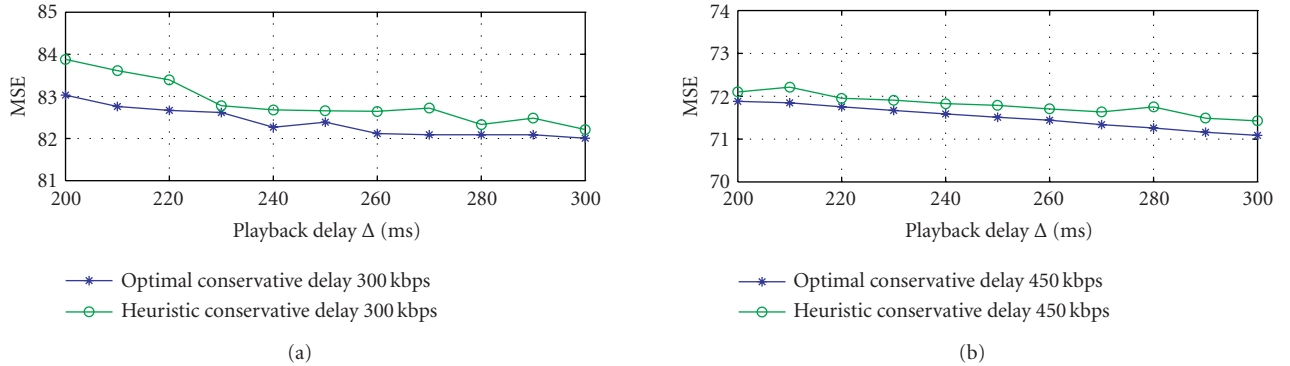 85
84
83
82
81
MSE
200
220
240
260
280
300
Playback delay Δ (ms)
Optimal conservative delay 300 kbps
Heuristic conservative delay 300 kbps
(a)
74
73
72
71
70
MSE
200
220
240
260
280
300
Playback delay Δ (ms)
Optimal conservative delay 450 kbps
Heuristic conservative delay 450 kbps
(b)